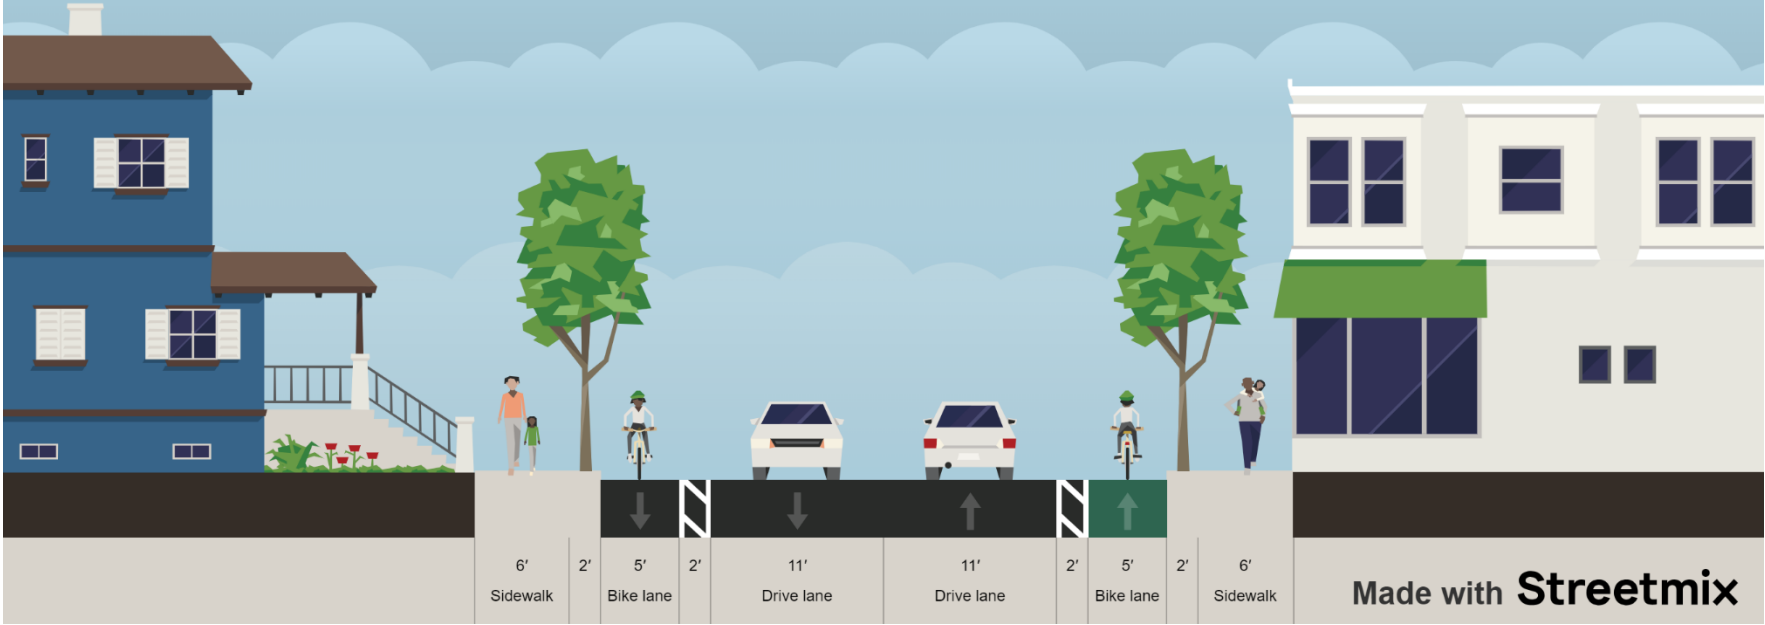 6′ 2′ 5′ 2′ 11′ 11′ 2′ 5′ 2′ 6′
Sidewalk Bike lane Drive lane Drive lane Bike lane Sidewalk
Made with Streetmix